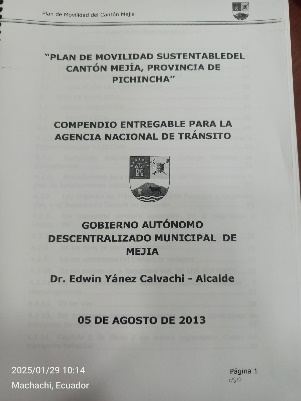 Plan de Movilidad del Cantón Mejía
"PLAN DE MOVILIDAD SUSTENTABLEDEL
CANTÓN MEJÍA, PROVINCIA DE
PICHINCHA"
COMPENDIO ENTREGABLE PARA LA
AGENCIA NACIONAL DE TRÁNSITO
GOBIERNO AUTÓNOMO
DESCENTRALIZADO MUNICIPAL DE
MEJIA
Dr. Edwin Yánez Calvachi - Alcalde
05 DE AGOSTO DE 2013
Página 1
2025/01/29 10:14
Machachi, Ecuador